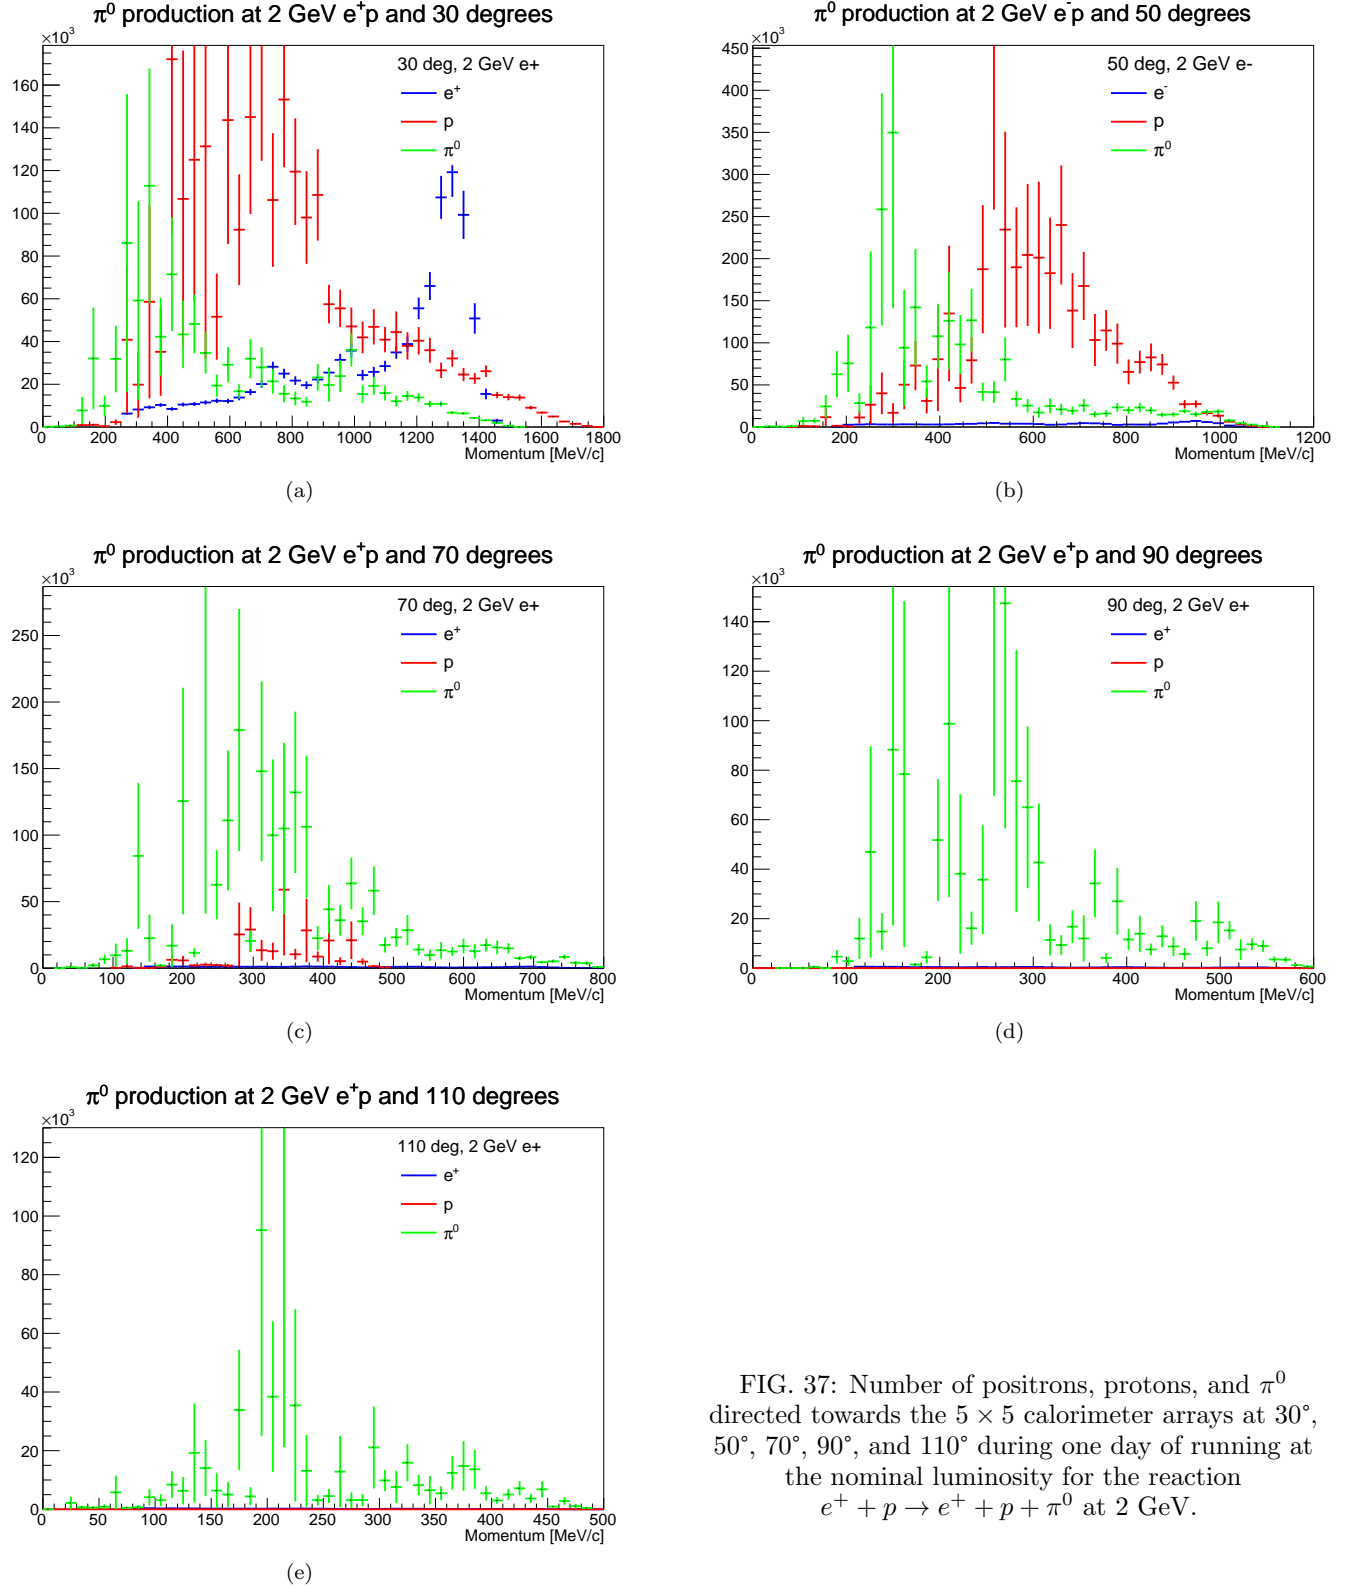 π⁰ production at 2 GeV e⁺p and 30 degrees
×10³
30 deg, 2 GeV e+
e⁺
p
π⁰
160
140
120
100
80
60
40
20
0
0 200 400 600 800 1000 1200 1400 1600 1800
Momentum [MeV/c]
(a)
π⁰ production at 2 GeV e⁻p and 50 degrees
×10³
50 deg, 2 GeV e-
e⁻
p
π⁰
450
400
350
300
250
200
150
100
50
0
0 200 400 600 800 1000 1200
Momentum [MeV/c]
(b)
π⁰ production at 2 GeV e⁺p and 70 degrees
×10³
70 deg, 2 GeV e+
e⁺
p
π⁰
250
200
150
100
50
0
0 100 200 300 400 500 600 700 800
Momentum [MeV/c]
(c)
π⁰ production at 2 GeV e⁺p and 90 degrees
×10³
90 deg, 2 GeV e+
e⁺
p
π⁰
140
120
100
80
60
40
20
0
0 100 200 300 400 500 600
Momentum [MeV/c]
(d)
π⁰ production at 2 GeV e⁺p and 110 degrees
×10³
110 deg, 2 GeV e+
e⁺
p
π⁰
120
100
80
60
40
20
0
0 50 100 150 200 250 300 350 400 450 500
Momentum [MeV/c]
(e)
FIG. 37: Number of positrons, protons, and π⁰
directed towards the 5 × 5 calorimeter arrays at 30°,
50°, 70°, 90°, and 110° during one day of running at
the nominal luminosity for the reaction
e⁺ + p → e⁺ + p + π⁰ at 2 GeV.